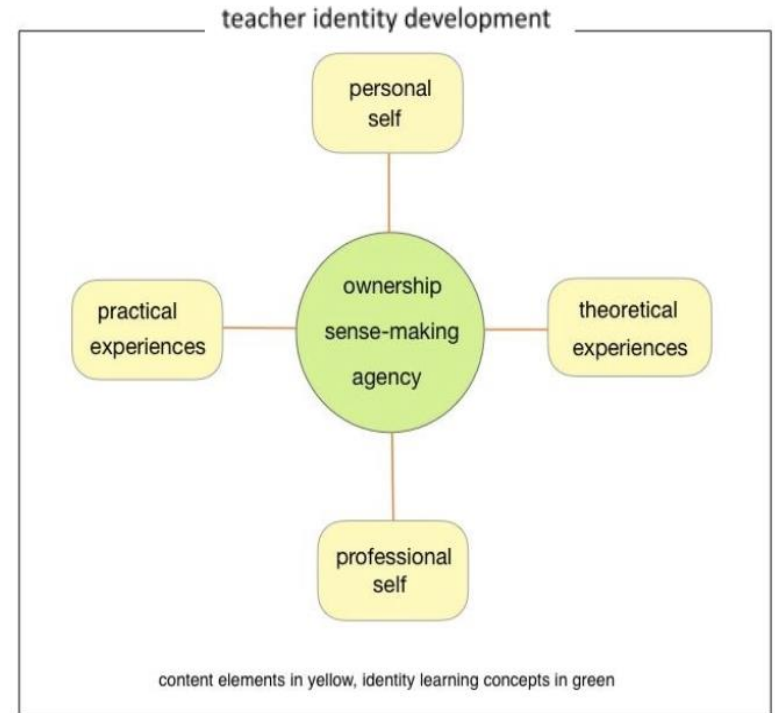 teacher identity development
personal
self
practical
experiences
ownership
sense-making
agency
theoretical
experiences
professional
self
content elements in yellow, identity learning concepts in green